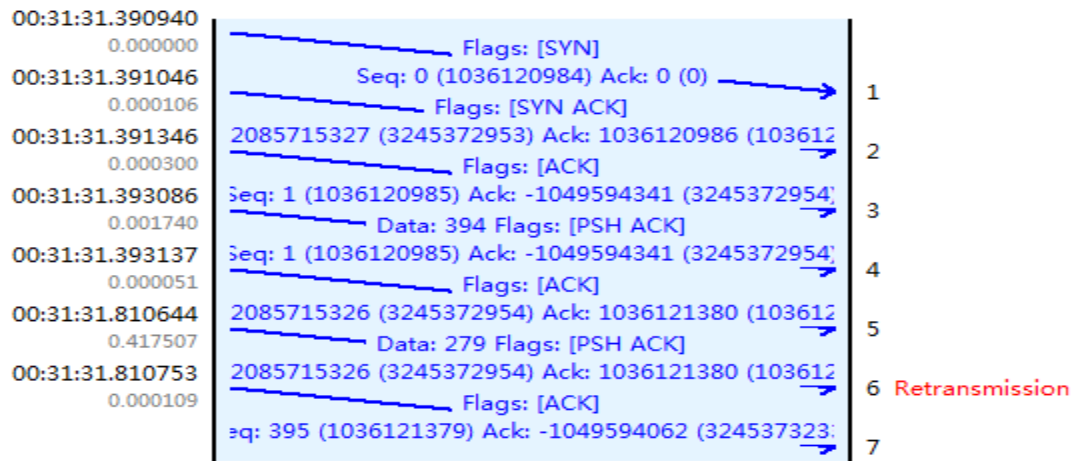 00:31:31.390940
0.000000 Flags: [SYN]
00:31:31.391046 Seq: 0 (1036120984) Ack: 0 (0)
0.000106 Flags: [SYN ACK] 1
00:31:31.391346 2085715327 (3245372953) Ack: 1036120986 (103612
0.000300 Flags: [ACK] 2
00:31:31.393086 Seq: 1 (1036120985) Ack: -1049594341 (3245372954)
0.001740 Data: 394 Flags: [PSH ACK] 3
00:31:31.393137 Seq: 1 (1036120985) Ack: -1049594341 (3245372954)
0.000051 Flags: [ACK] 4
00:31:31.810644 2085715326 (3245372954) Ack: 1036121380 (103612
0.417507 Data: 279 Flags: [PSH ACK] 5
00:31:31.810753 2085715326 (3245372954) Ack: 1036121380 (103612
0.000109 Flags: [ACK] 6 Retransmission
eq: 395 (1036121379) Ack: -1049594062 (324537323
7